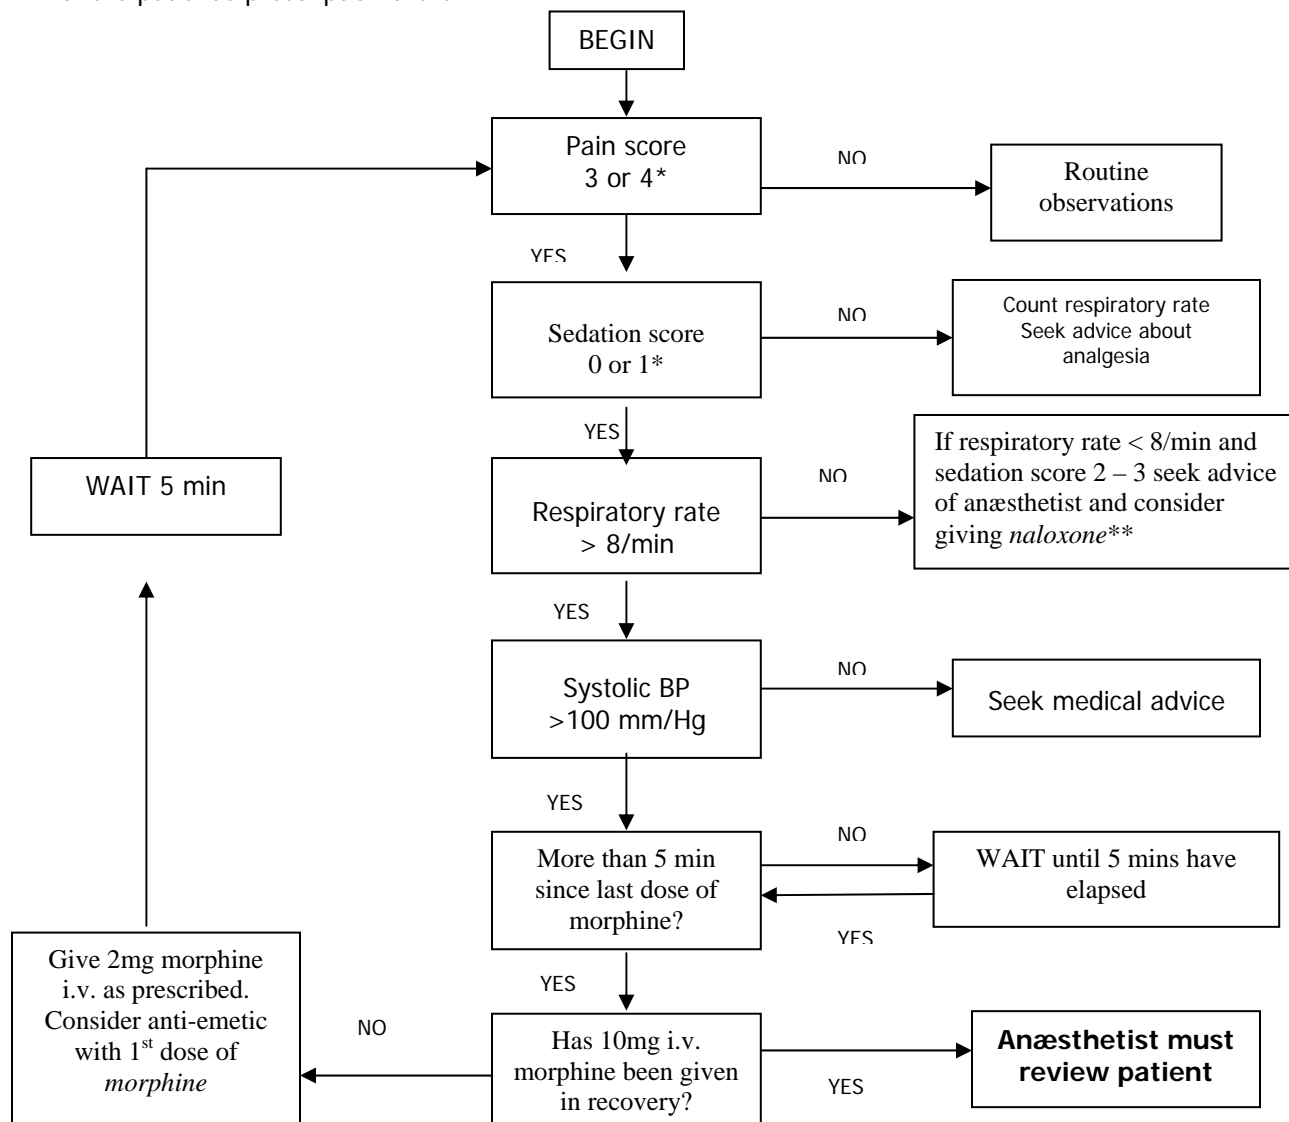 BEGIN
Pain score
3 or 4*
NO
Routine
observations
YES
Sedation score
0 or 1*
NO
Count respiratory rate
Seek advice about
analgesia
YES
WAIT 5 min
Respiratory rate
> 8/min
NO
If respiratory rate < 8/min and
sedation score 2 – 3 seek advice
of anæsthetist and consider
giving naloxone**
YES
Systolic BP
>100 mm/Hg
NO
Seek medical advice
YES
More than 5 min
since last dose of
morphine?
NO
WAIT until 5 mins have
elapsed
YES
YES
Give 2mg morphine
i.v. as prescribed.
Consider anti-emetic
with 1st dose of
morphine
NO
Has 10mg i.v.
morphine been given
in recovery?
YES
Anæsthetist must
review patient